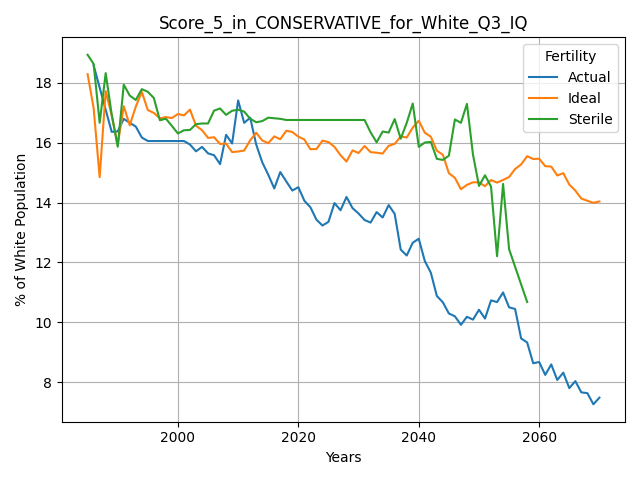 Score_5_in_CONSERVATIVE_for_White_Q3_IQ
Fertility
Actual
Ideal
Sterile
% of White Population
18
16
14
12
10
8
2000
2020
2040
2060
Years